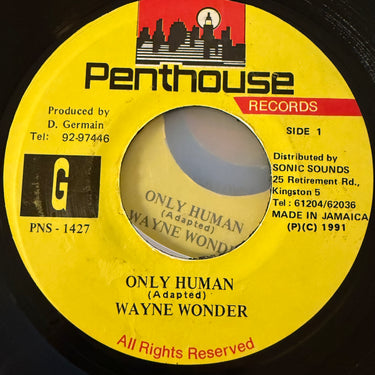 Penthouse
RECORDS
Produced by
D. Germain
Tel: 92-97446
SIDE 1
G
PNS - 1427
Distributed by
SONIC SOUNDS
25 Retirement Rd.,
Kingston 5
Tel : 61204/62036
MADE IN JAMAICA
(P)(C) 1991
ONLY HUMAN
(Adapted)
WAYNE WONDER
ONLY HUMAN
(Adapted)
WAYNE WONDER
All Rights Reserved